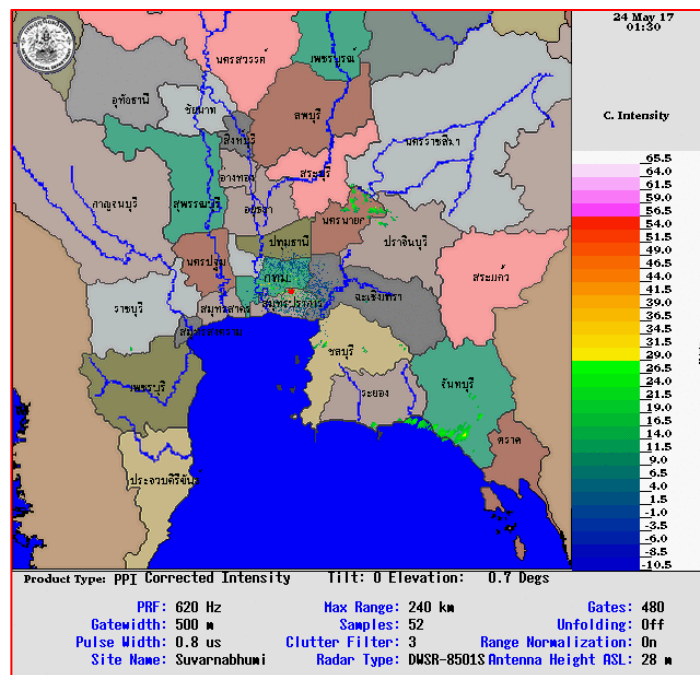 24 May 17
01:30
C. Intensity
65.5
64.0
61.5
59.0
56.5
54.0
51.5
49.0
46.5
44.0
41.5
39.0
36.5
34.0
31.5
29.0
26.5
24.0
21.5
19.0
16.5
14.0
11.5
9.0
6.5
4.0
1.5
-1.0
-3.5
-6.0
-8.5
-10.5
นครสวรรค์
เพชรบูรณ์
อุทัยธานี
ชัยนาท
ลพบุรี
สิงห์บุรี
นครราชสีมา
สระบุรี
อ่างทอง
กาญจนบุรี
สุพรรณบุรี
อยุธยา
นครนายก
ปทุมธานี
ปราจีนบุรี
นครปฐม
กทม.
สระแก้ว
ราชบุรี
สมุทรสาคร
สมุทรปราการ
ฉะเชิงเทรา
สมุทรสงคราม
ชลบุรี
เพชรบุรี
ระยอง
จันทบุรี
ตราด
ประจวบคีรีขันธ์
Product Type: PPI Corrected Intensity Tilt: 0 Elevation: 0.7 Degs
PRF: 620 Hz Max Range: 240 km Gates: 480
Gatewidth: 500 m Samples: 52 Unfolding: Off
Pulse Width: 0.8 us Clutter Filter: 3 Range Normalization: On
Site Name: Suvarnabhumi Radar Type: DWSR-8501S Antenna Height ASL: 28 m